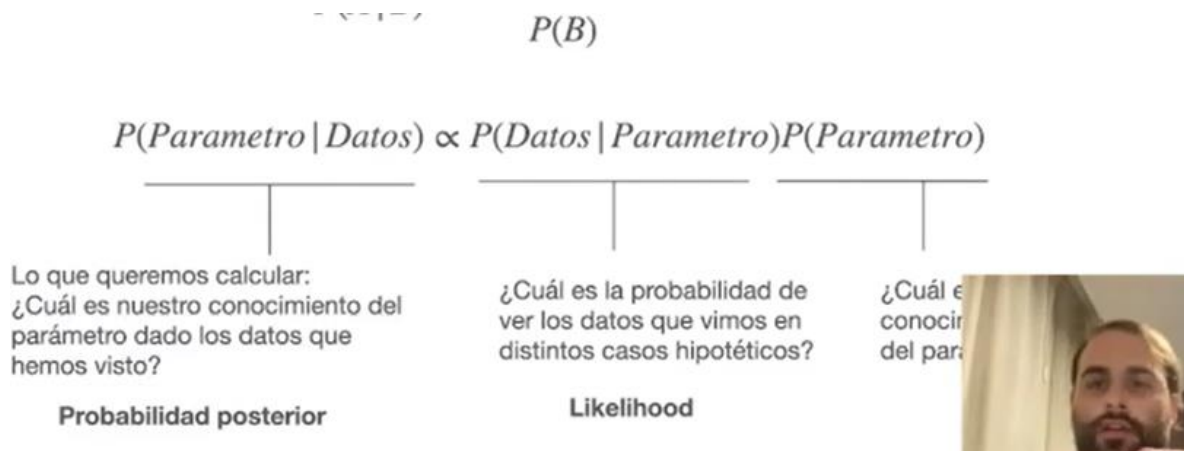 P(B)
P(Parametro | Datos) ∝ P(Datos | Parametro)P(Parametro)
Lo que queremos calcular:
¿Cuál es nuestro conocimiento del
parámetro dado los datos que
hemos visto?
Probabilidad posterior
¿Cuál es la probabilidad de
ver los datos que vimos en
distintos casos hipotéticos?
Likelihood
¿Cuál
del